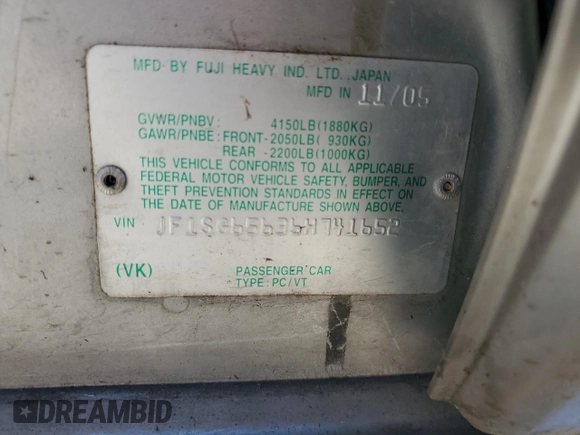 MFD·BY FUJI HEAVY IND. LTD.,JAPAN
MFD IN 11/05
GVWR/PNBV: 4150LB(1880KG)
GAWR/PNBE: FRONT-2050LB( 930KG)
REAR -2200LB(1000KG)
THIS VEHICLE CONFORMS TO ALL APPLICABLE
FEDERAL MOTOR VEHICLE SAFETY, BUMPER, AND
THEFT PREVENTION STANDARDS IN EFFECT ON
THE DATE OF MANUFACTURE SHOWN ABOVE.
VIN JF1SG65636H741652
(VK) PASSENGER CAR
TYPE: PC/VT
DREAMBID